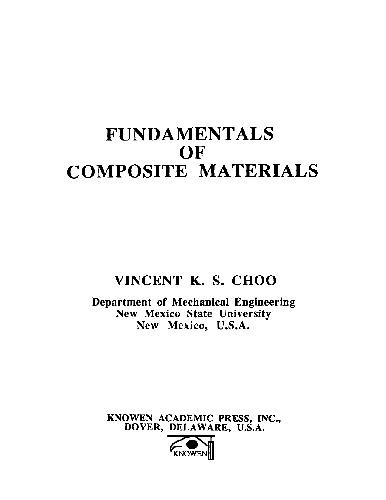 FUNDAMENTALS
OF
COMPOSITE MATERIALS
VINCENT K. S. CHOO
Department of Mechanical Engineering
New Mexico State University
New Mexico, U.S.A.
KNOWEN ACADEMIC PRESS, INC.,
DOVER, DELAWARE, U.S.A.
KNOWEN